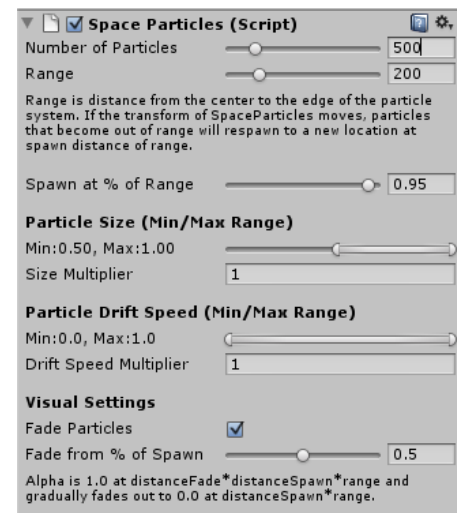 Space Particles (Script)
Number of Particles 500
Range 200
Range is distance from the center to the edge of the particle
system. If the transform of SpaceParticles moves, particles
that become out of range will respawn to a new location at
spawn distance of range.
Spawn at % of Range 0.95
Particle Size (Min/Max Range)
Min:0.50, Max:1.00
Size Multiplier 1
Particle Drift Speed (Min/Max Range)
Min:0.0, Max:1.0
Drift Speed Multiplier 1
Visual Settings
Fade Particles
Fade from % of Spawn 0.5
Alpha is 1.0 at distanceFade*distanceSpawn*range and
gradually fades out to 0.0 at distanceSpawn*range.